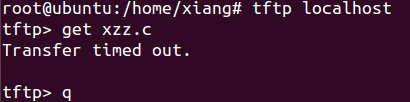 root@ubuntu:/home/xiang# tftp localhost
tftp> get xzz.c
Transfer timed out.
tftp> q